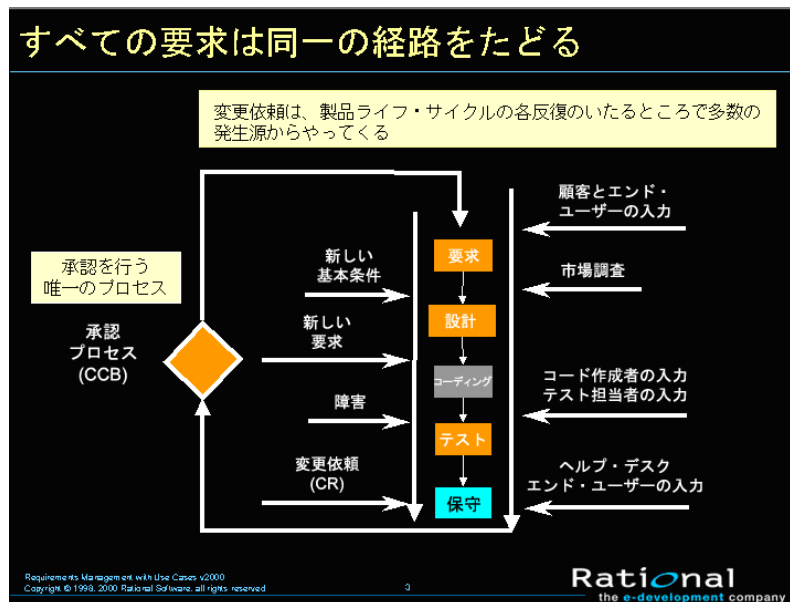 すべての要求は同一の経路をたどる
変更依頼は、製品ライフ・サイクルの各反復のいたるところで多数の
発生源からやってくる
承認を行う
唯一のプロセス
承認
プロセス
(CCB)
新しい
基本条件
新しい
要求
障害
変更依頼
(CR)
要求
設計
コーディング
テスト
保守
顧客とエンド・
ユーザーの入力
市場調査
コード作成者の入力
テスト担当者の入力
ヘルプ・デスク
エンド・ユーザーの入力
Requirements Management with Use Cases v2000
Copyright © 1998, 2000 Rational Software, all rights reserved
3
Rational
the e-development company